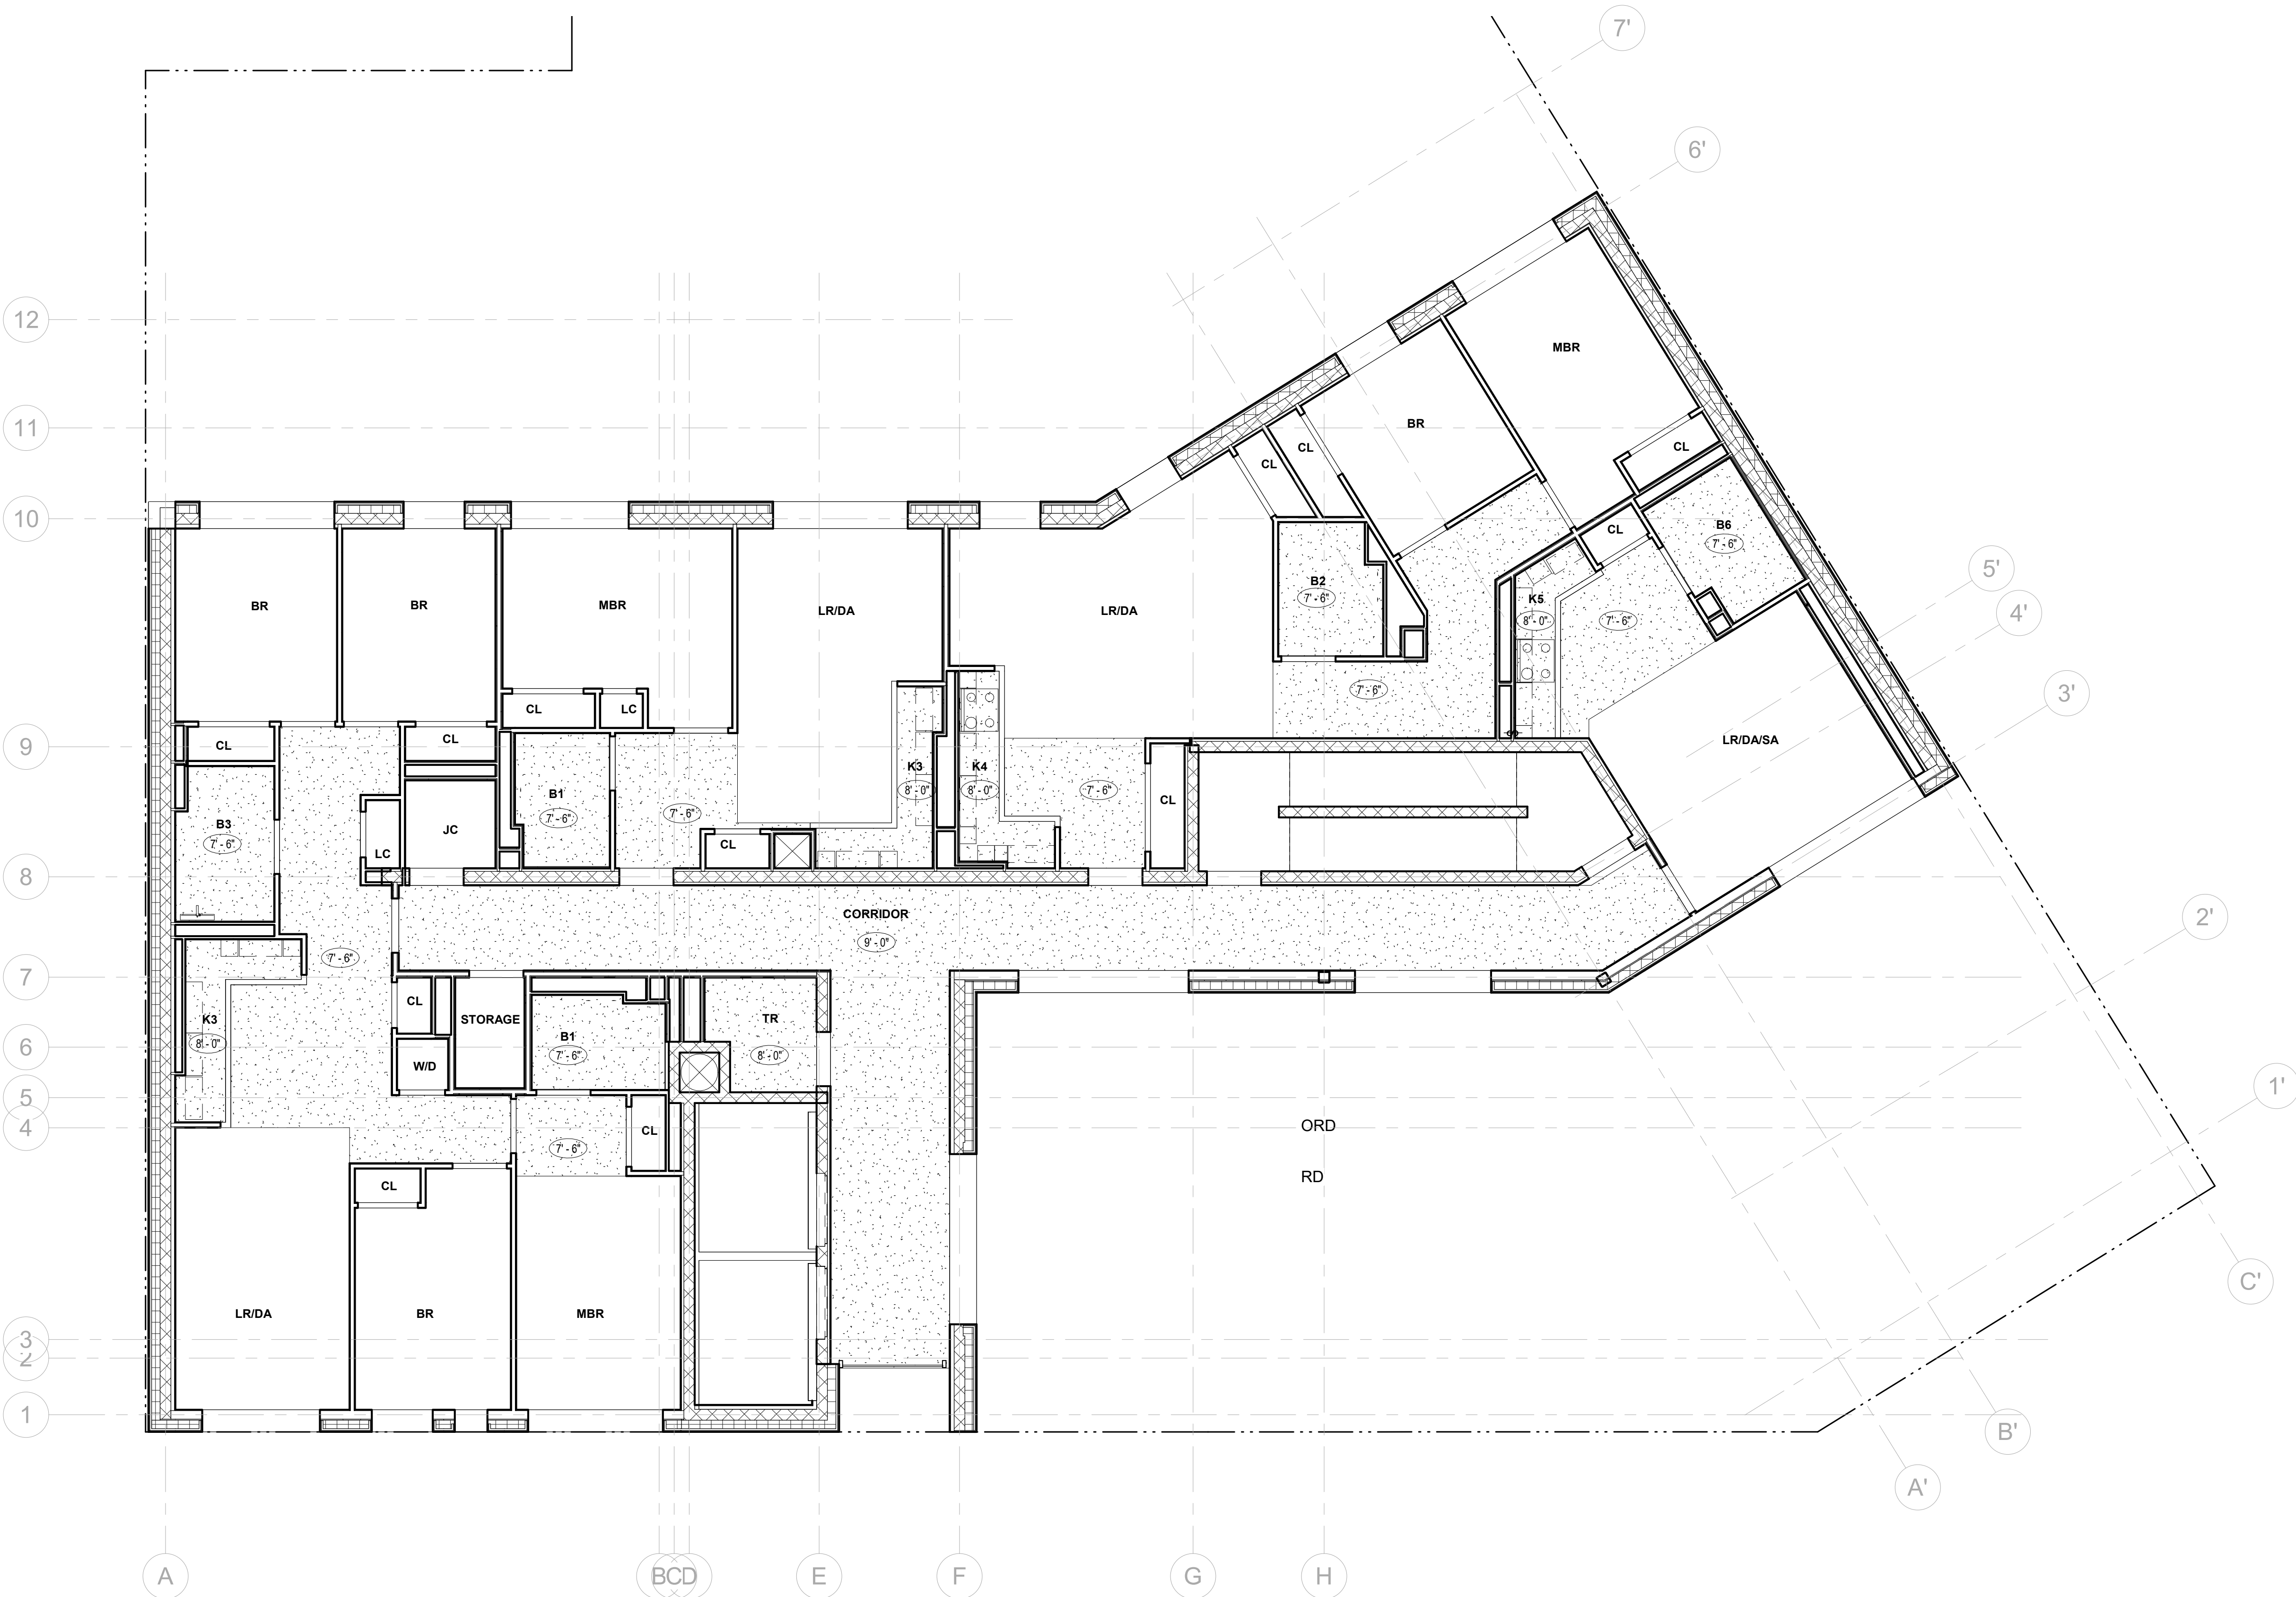 7'
6'
12
MBR
11
BR
CL
CL
CL
10
5'
B6
7' - 6"
CL
B2
7' - 6"
K5
8' - 0"
7' - 6"
4'
BR
BR
MBR
LR/DA
LR/DA
3'
7' - 6"
CL
LC
9
CL
CL
LR/DA/SA
K3
8' - 0"
K4
8' - 0"
7' - 6"
CL
B1
7' - 6"
7' - 6"
B3
7' - 6"
JC
CL
LC
8
CORRIDOR
9' - 0"
2'
7' - 6"
7
CL
STORAGE
TR
8' - 0"
K3
8' - 0"
B1
7' - 6"
6
W/D
1'
5
4
ORD
CL
7' - 6"
RD
CL
C'
LR/DA
BR
MBR
3
2
1
B'
A'
A
B
C
D
E
F
G
H